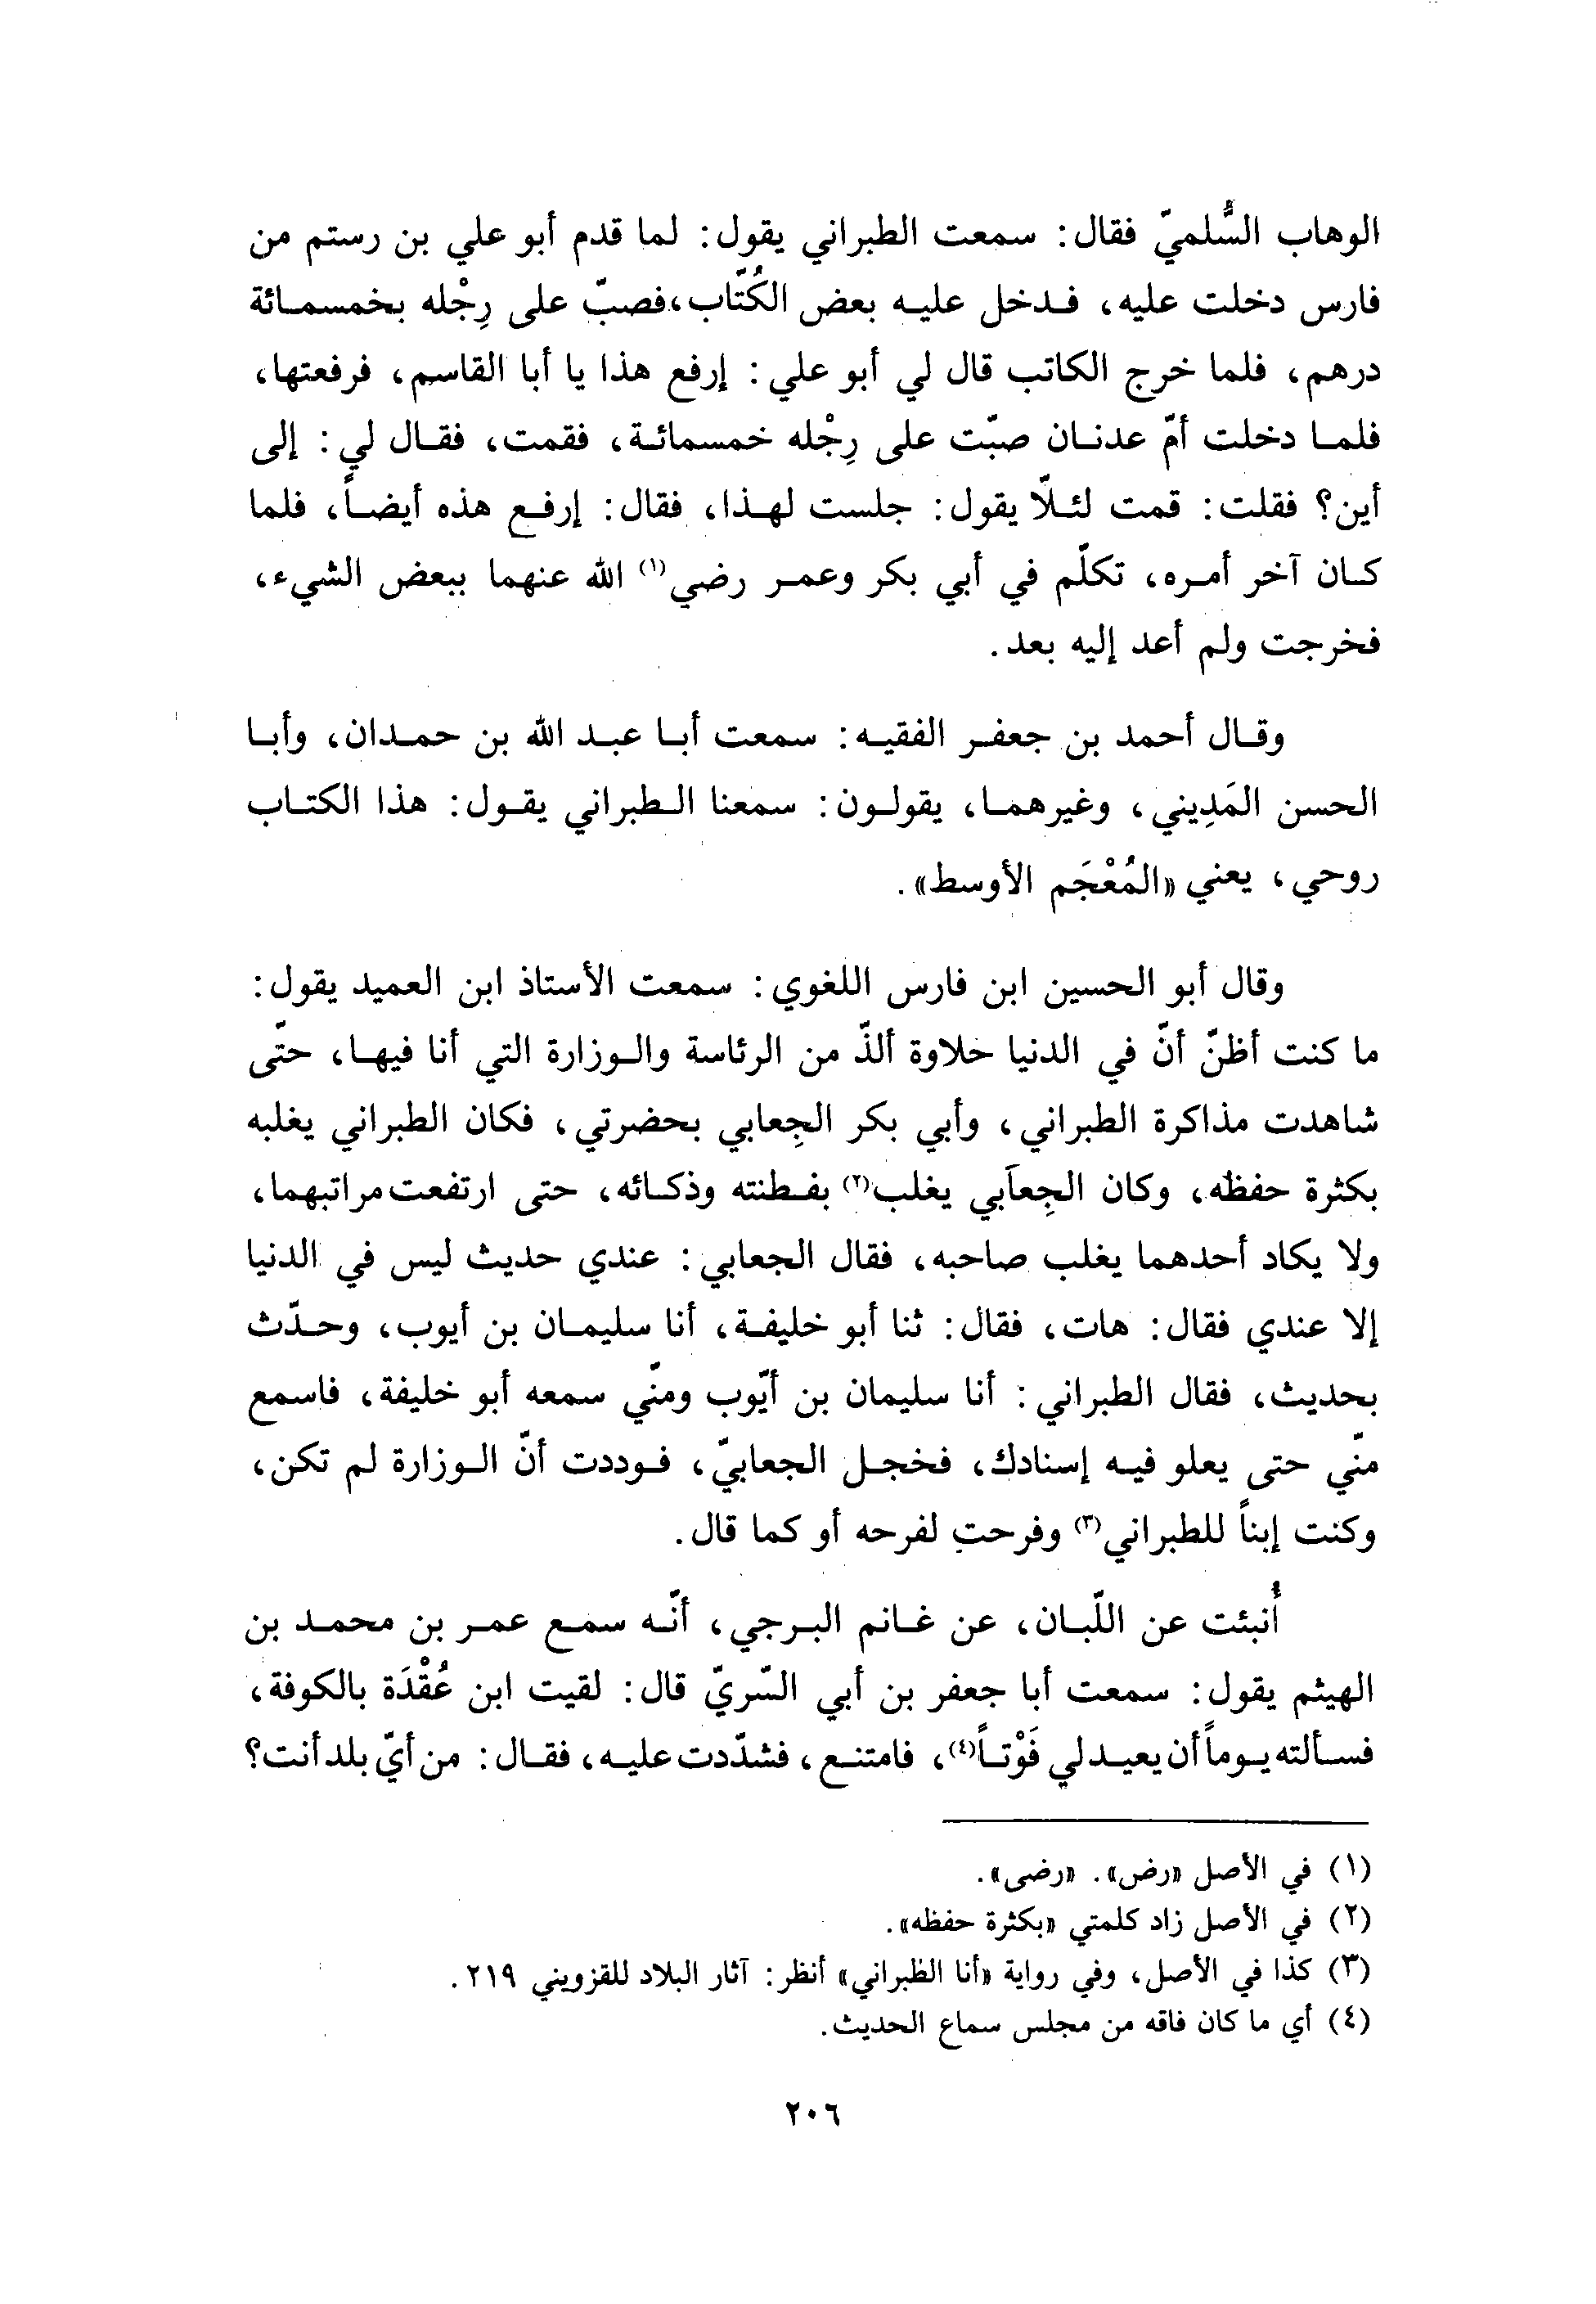 الوهاب السُّلميّ فقال: سمعت الطبراني يقول: لما قدم أبو علي بن رستم من
فارس دخلت عليه، فدخل عليه بعض الكُتّاب، فصبّ على رِجْله بخمسمائة
درهم، فلما خرج الكاتب قال لي أبو علي: إرفع هذا يا أبا القاسم، فرفعتها،
فلما دخلت أمّ عدنان صبّت على رِجْله خمسمائة، فقمت، فقال لي: إلى
أين؟ فقلت: قمت لئلّا يقول: جلست لهذا، فقال: إرفع هذه أيضاً، فلما
كان آخر أمره، تكلّم في أبي بكر وعمر رضي(١) الله عنهما ببعض الشيء،
فخرجت ولم أعد إليه بعد.
وقال أحمد بن جعفر الفقيه: سمعت أبا عبد الله بن حمدان، وأبا
الحسن المَدِيني، وغيرهما، يقولون: سمعنا الطبراني يقول: هذا الكتاب
روحي، يعني «المُعْجَم الأوسط».
وقال أبو الحسين ابن فارس اللغوي: سمعت الأستاذ ابن العميد يقول:
ما كنت أظنّ أنّ في الدنيا حلاوة ألذّ من الرئاسة والوزارة التي أنا فيها، حتّى
شاهدت مذاكرة الطبراني، وأبي بكر الجِعابي بحضرتي، فكان الطبراني يغلبه
بكثرة حفظه، وكان الجِعاَبي يغلب(٢) بفطنته وذكائه، حتى ارتفعت مراتبهما،
ولا يكاد أحدهما يغلب صاحبه، فقال الجعابي: عندي حديث ليس في الدنيا
إلا عندي فقال: هات، فقال: ثنا أبو خليفة، أنا سليمان بن أيوب، وحدّث
بحديث، فقال الطبراني: أنا سليمان بن أيّوب ومنّي سمعه أبو خليفة، فاسمع
منّي حتى يعلو فيه إسنادك، فخجل الجعابيّ، فوددت أنّ الوزارة لم تكن،
وكنت إبناً للطبراني(٣) وفرحت لفرحه أو كما قال.
أُنبئت عن اللّبان، عن غانم البرجي، أنّه سمع عمر بن محمد بن
الهيثم يقول: سمعت أبا جعفر بن أبي السّريّ قال: لقيت ابن عُقْدَة بالكوفة،
فسألته يوماً أن يعيد لي فَوْتاً(٤)، فامتنع، فشدّدت عليه، فقال: من أيّ بلد أنت؟
(١) في الأصل «رض». «رضى».
(٢) في الأصل زاد كلمتي «بكثرة حفظه».
(٣) كذا في الأصل، وفي رواية «أنا الطبراني» أنظر: آثار البلاد للقزويني ٢١٩.
(٤) أي ما كان فاقه من مجلس سماع الحديث.
٢٠٦